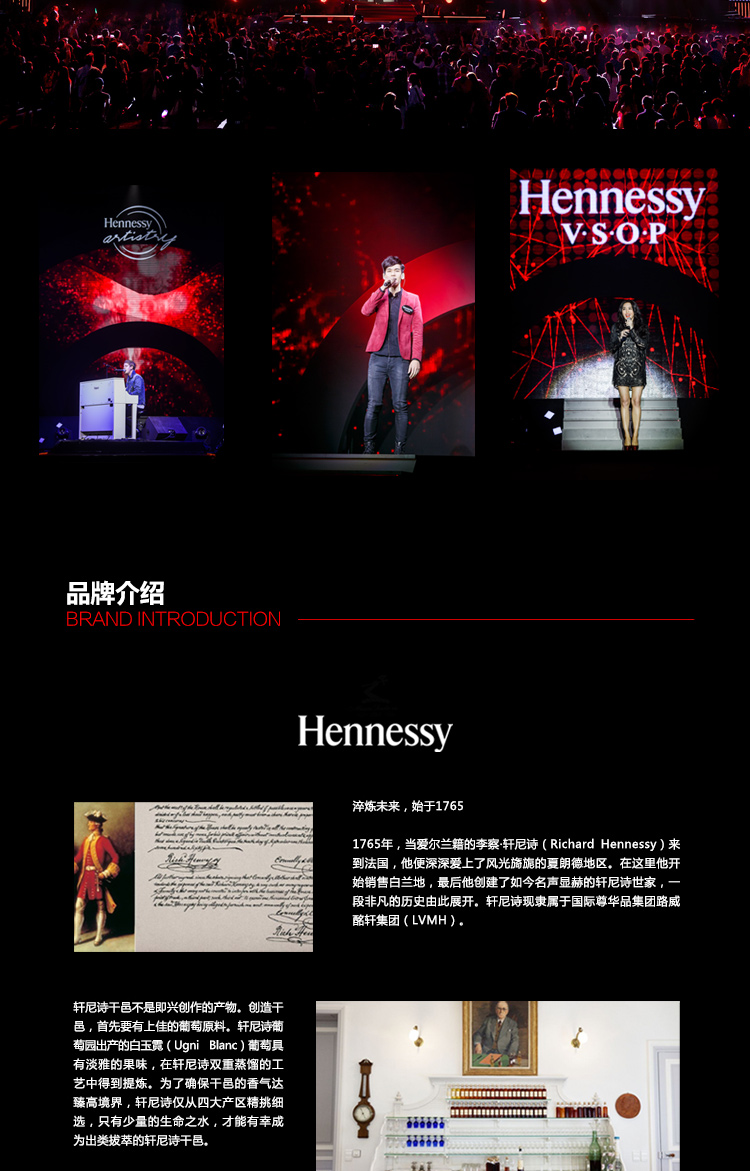 Hennessy
artistry
Hennessy
V·S·O·P
品牌介绍
BRAND INTRODUCTION
Hennessy
淬炼未来，始于1765
1765年，当爱尔兰籍的李察·轩尼诗（Richard Hennessy）来
到法国，他便深深爱上了风光旖旎的夏朗德地区。在这里他开
始销售白兰地，最后他创建了如今名声显赫的轩尼诗世家，一
段非凡的历史由此展开。轩尼诗现隶属于国际尊华品集团路威
酩轩集团（LVMH）。
轩尼诗干邑不是即兴创作的产物。创造干
邑，首先要有上佳的葡萄原料。轩尼诗葡
萄园出产的白玉霓（Ugni Blanc）葡萄具
有淡雅的果味，在轩尼诗双重蒸馏的工
艺中得到提炼。为了确保干邑的香气达
臻高境界，轩尼诗仅从四大产区精挑细
选，只有少量的生命之水，才能有幸成
为出类拔萃的轩尼诗干邑。